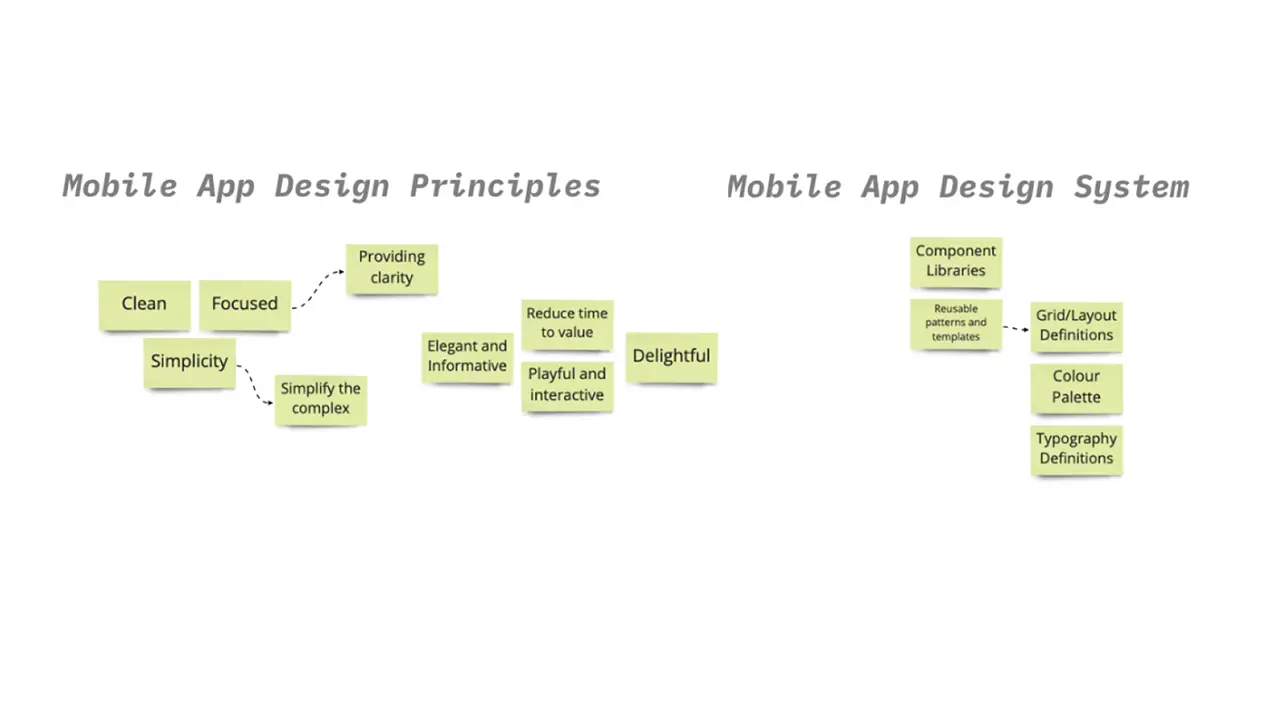 Mobile App Design Principles
Clean
Focused
Simplicity
Providing
clarity
Simplify the
complex
Elegant and
Informative
Reduce time
to value
Playful and
interactive
Delightful
Mobile App Design System
Component
Libraries
Reusable
patterns and
templates
Grid/Layout
Definitions
Colour
Palette
Typography
Definitions